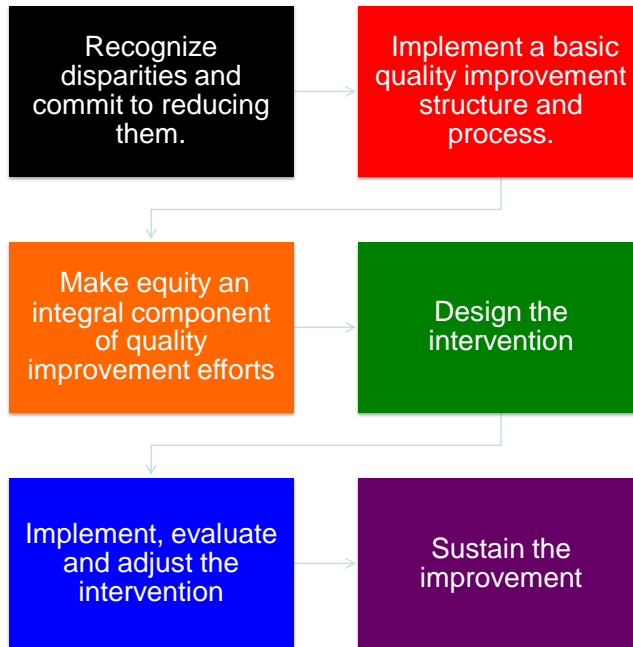 Recognize
disparities and
commit to reducing
them.
Implement a basic
quality improvement
structure and
process.
Make equity an
integral component
of quality
improvement efforts
Design the
intervention
Implement, evaluate
and adjust the
intervention
Sustain the
improvement